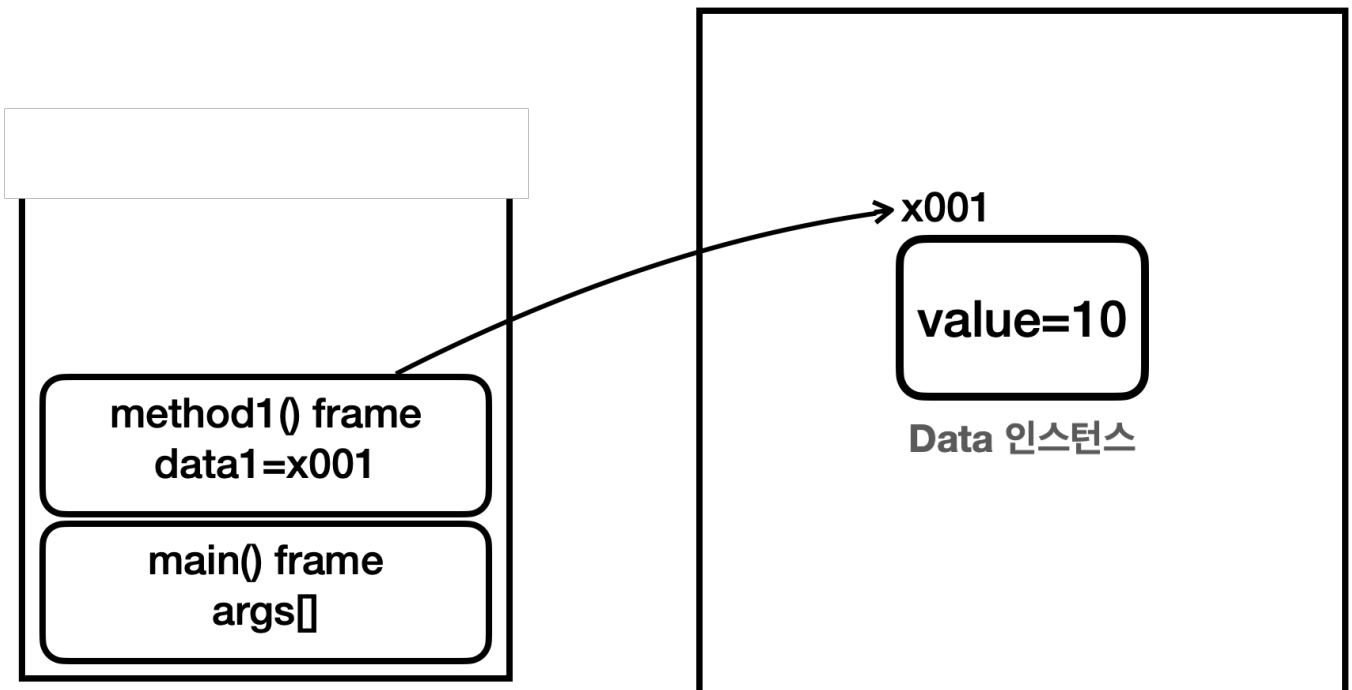 method1() frame
data1=x001
main() frame
args[]
x001
value=10
Data 인스턴스